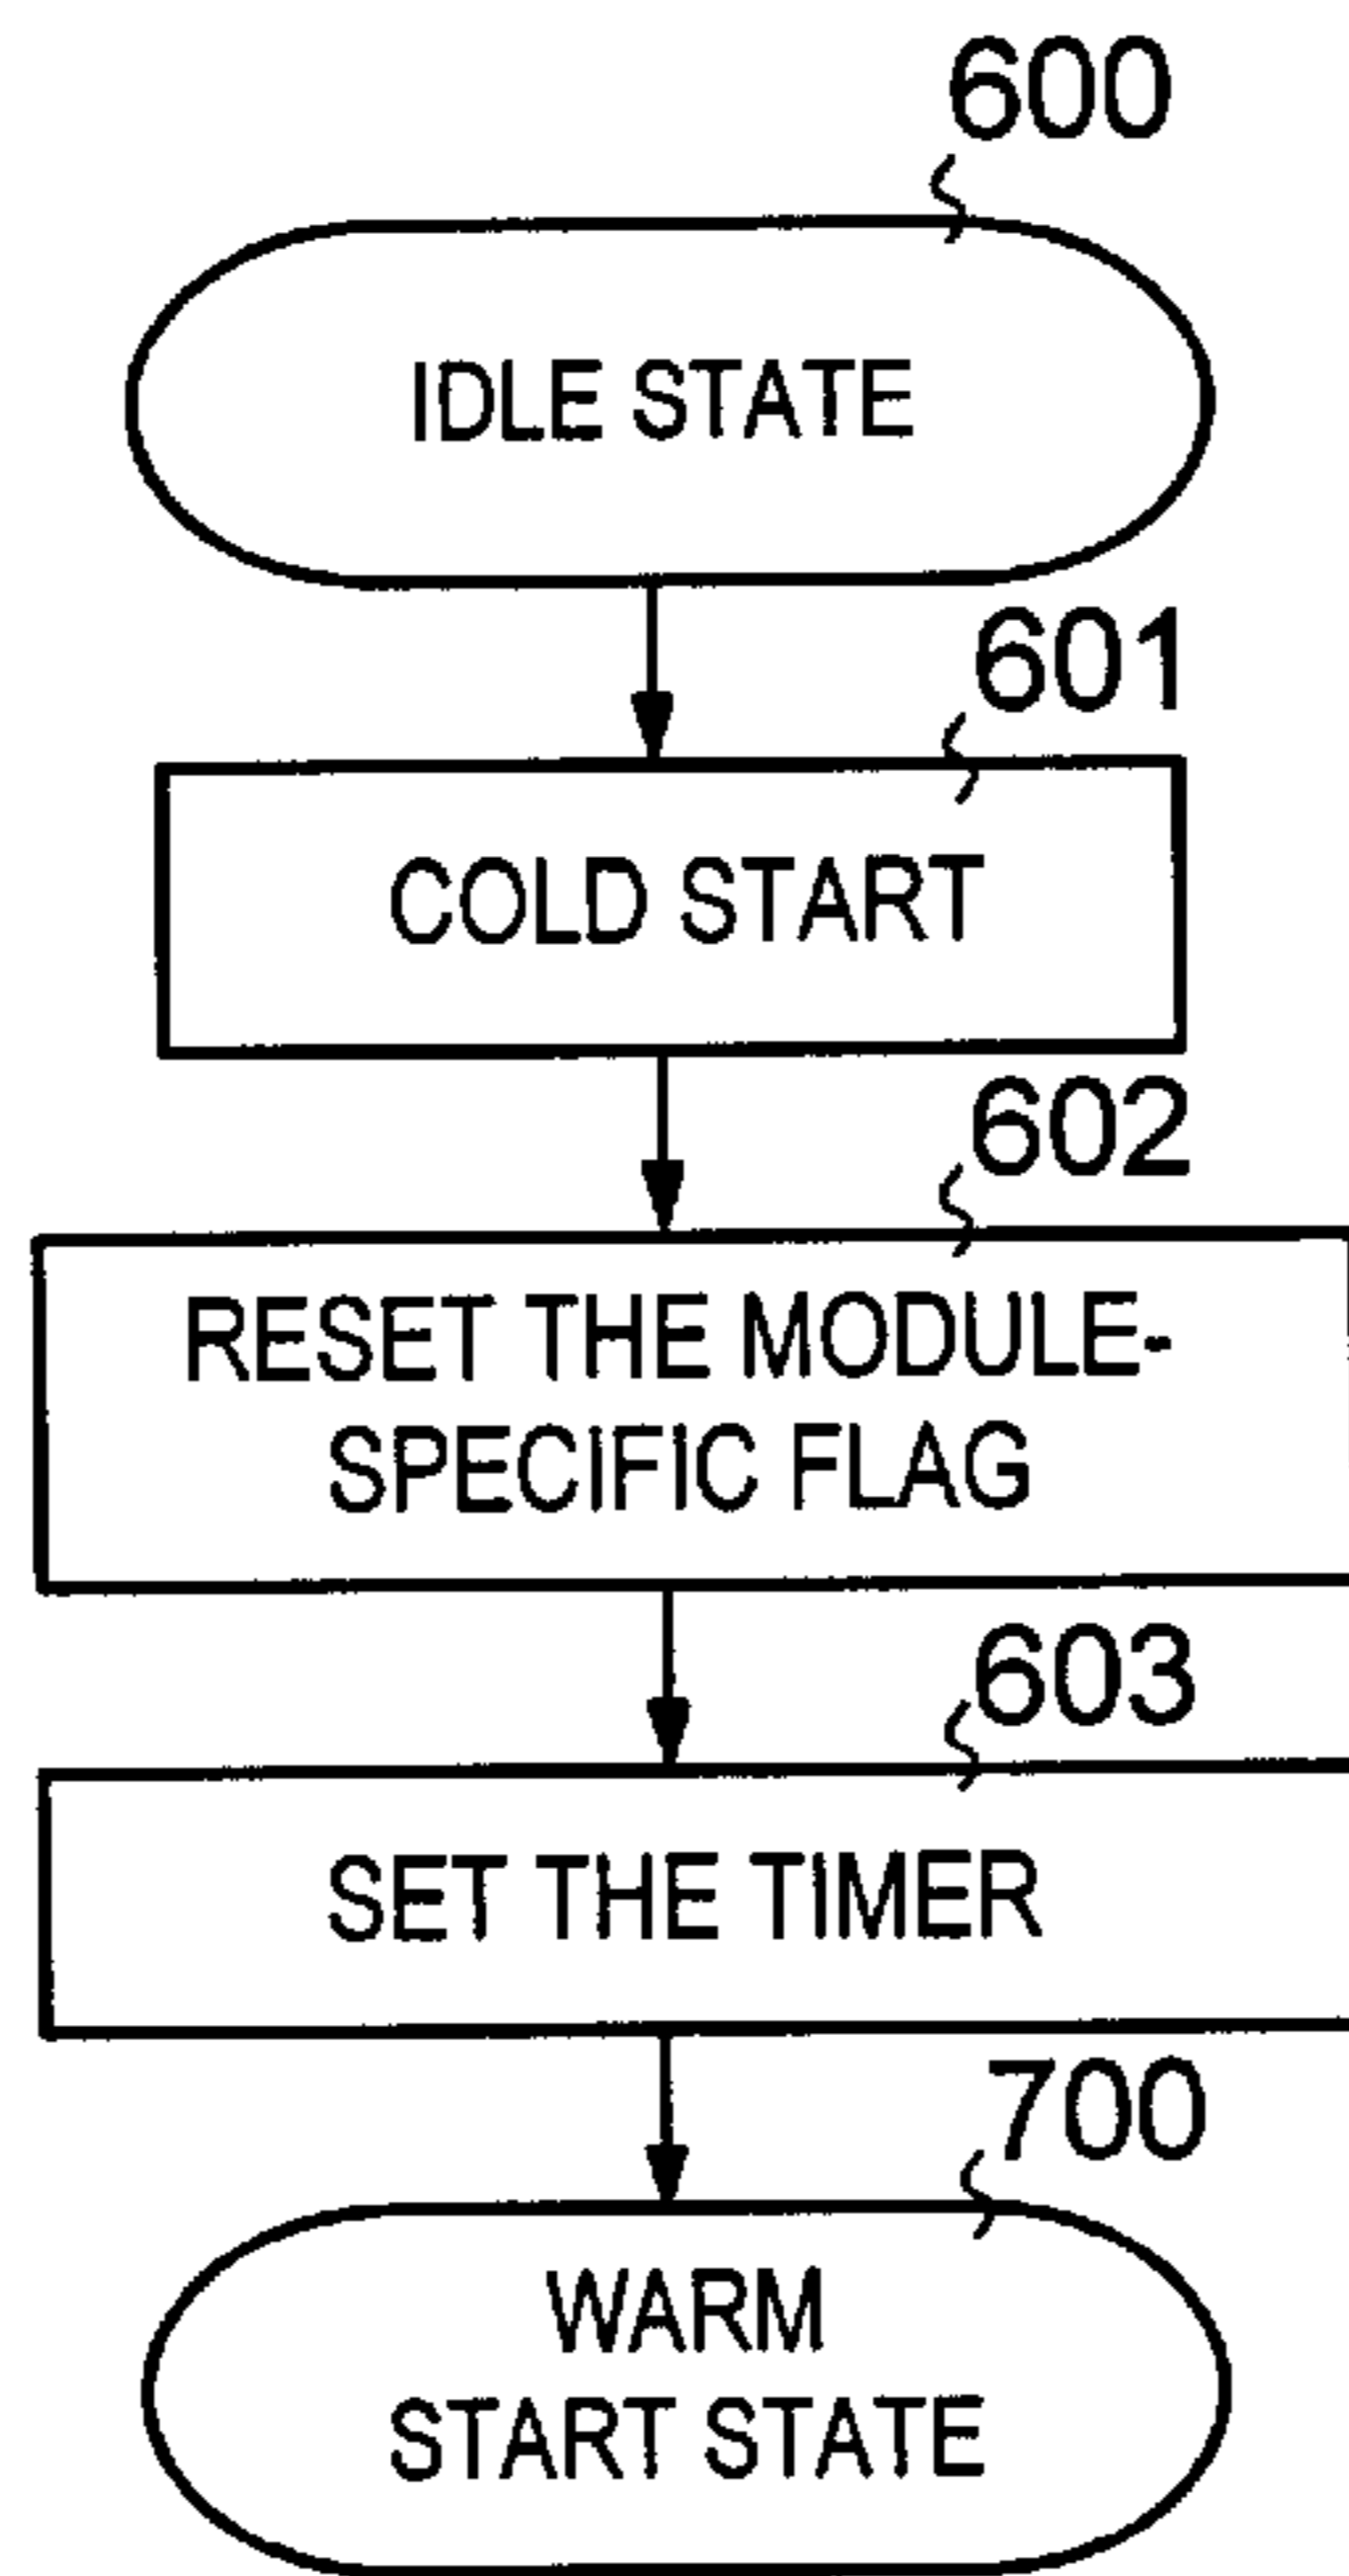 600
IDLE STATE
601
COLD START
602
RESET THE MODULE-
SPECIFIC FLAG
603
SET THE TIMER
700
WARM
START STATE